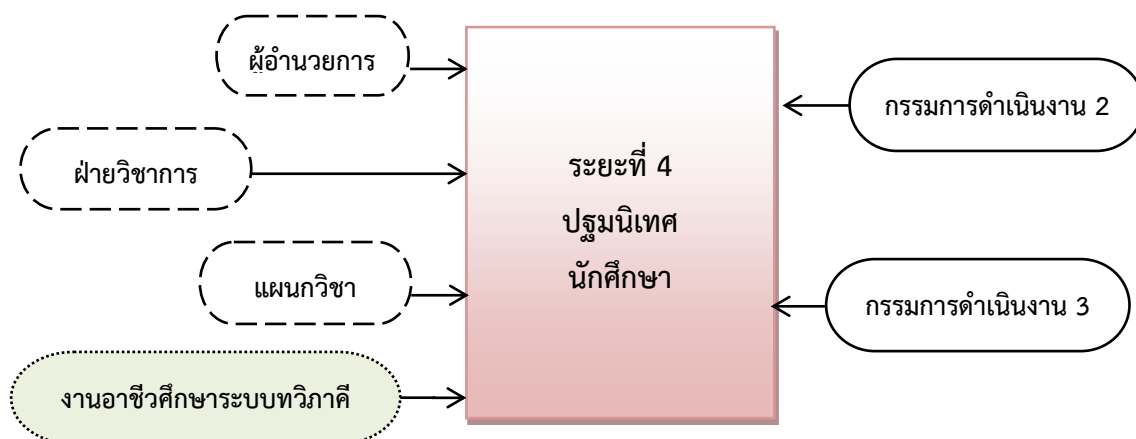 ผู้อำนวยการ
ฝ่ายวิชาการ
แผนกวิชา
งานอาชีวศึกษาระบบทวิภาคี
ระยะที่ 4
ปฐมนิเทศ
นักศึกษา
กรรมการดำเนินงาน 2
กรรมการดำเนินงาน 3